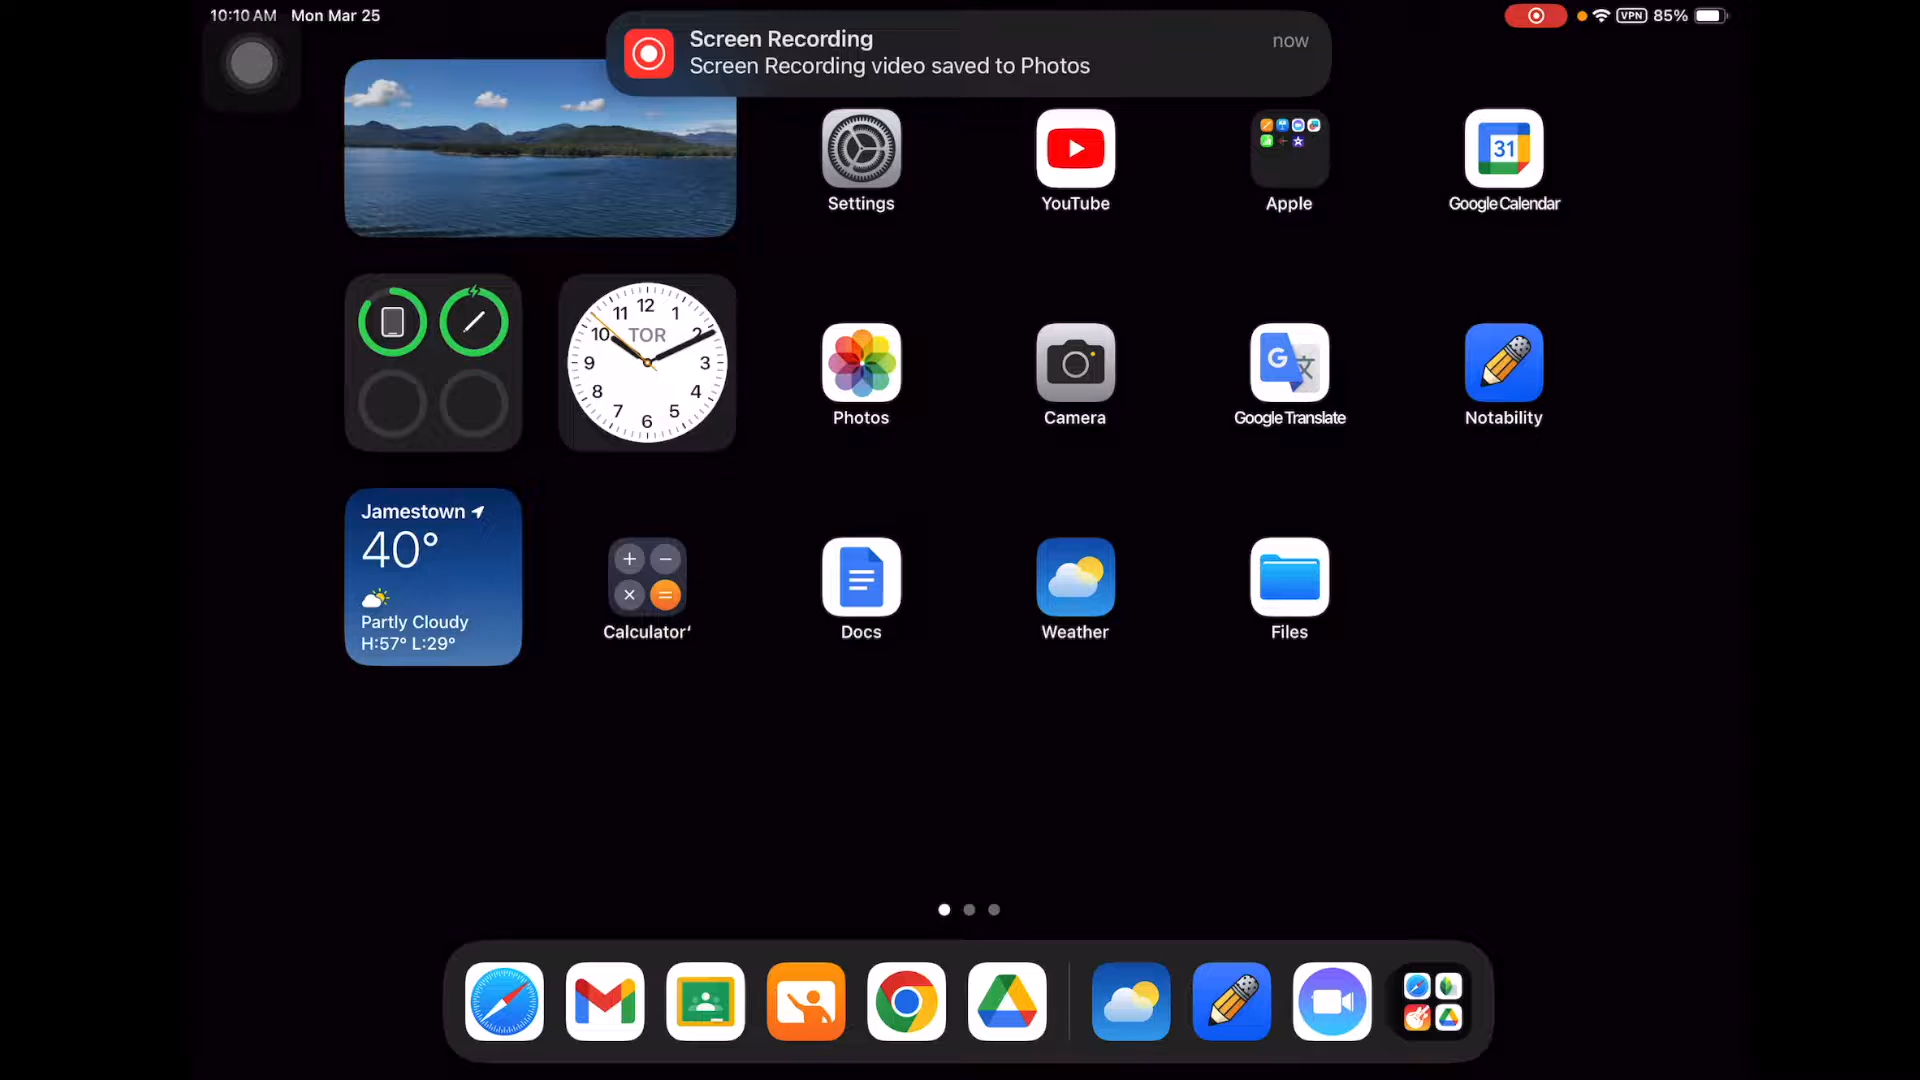 10:10 AM Mon Mar 25
VPN 85%
Screen Recording
now
Screen Recording video saved to Photos
Settings
YouTube
Apple
31
Google Calendar
12
11 1
10 TOR 2
9 3
8 4
7 5
6
Photos
Camera
G
Google Translate
Notability
Jamestown
40°
Partly Cloudy
H:57° L:29°
Calculator‘
Docs
Weather
Files